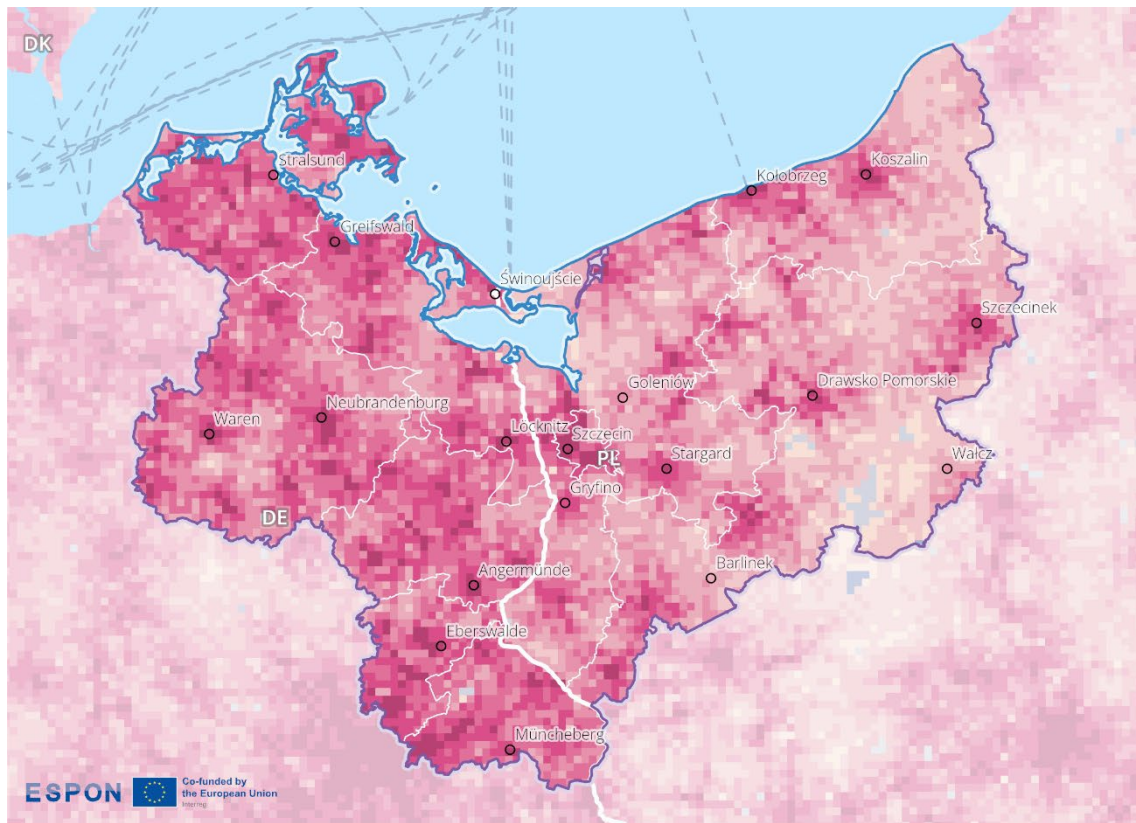 DK
Stralsund
Kołobrzeg
Koszalin
Greifswald
Świnoujście
Szczecinek
Goleniów
Drawsko Pomorskie
Waren
Neubrandenburg
Löcknitz
Szczecin
PL
Stargard
Wałcz
Gryfino
DE
Angermünde
Barlinek
Eberswalde
Müncheberg
ESPON
Co-funded by
the European Union
Interreg